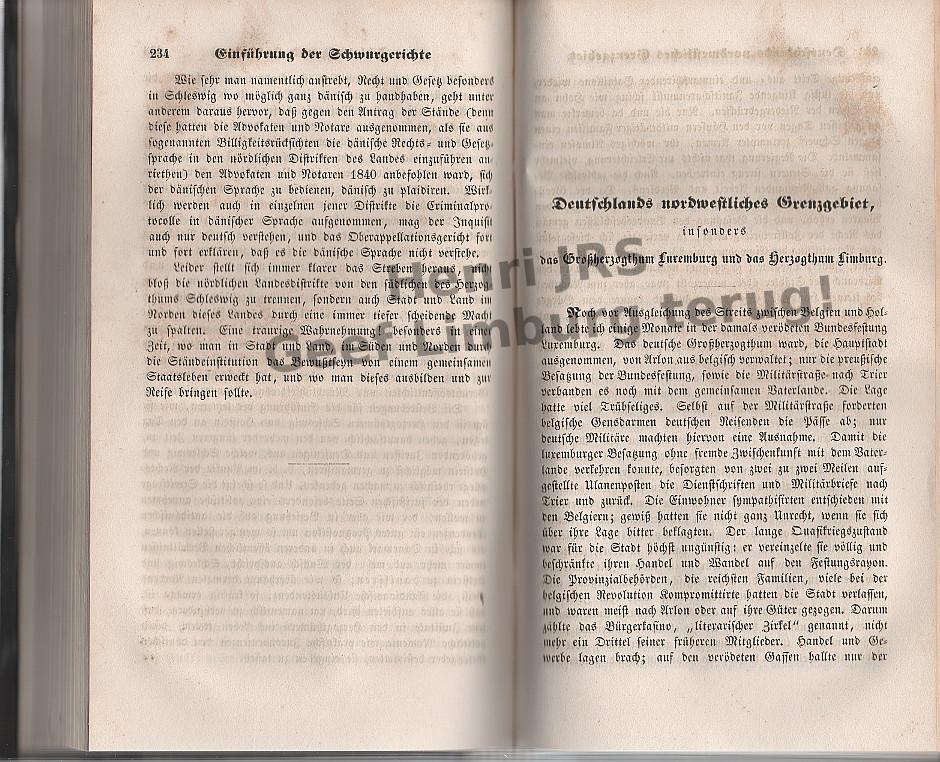 234 Einführung der Schwurgerichte
Wie sehr man namentlich anstrebt, Recht und Gesetz besonders
in Schleswig wo möglich ganz dänisch zu handhaben, geht unter
anderem daraus hervor, daß gegen den Antrag der Stände (denn
diese hatten die Advokaten und Notare ausgenommen, als sie aus
sogenannten Billigkeitsrücksichten die dänische Rechts- und Gesetz-
sprache in den nördlichen Distrikten des Landes einzuführen an-
riethen) den Advokaten und Notaren 1840 anbefohlen ward, sich
der dänischen Sprache zu bedienen, dänisch zu plaidiren. Wirk-
lich werden auch in einzelnen jener Distrikte die Criminalpro-
tocolle in dänischer Sprache aufgenommen, mag der Inquisit
auch nur deutsch verstehen, und das Oberappellationsgericht fort
und fort erklären, daß es die dänische Sprache nicht verstehe.
Leider stellt sich immer klarer das Streben heraus, nicht
bloß die nördlichen Landesdistrikte von den südlichen des Herzog-
thums Schleswig zu trennen, sondern auch Stadt und Land im
Norden dieses Landes durch eine immer tiefer scheidende Macht
zu spalten. Eine traurige Wahrnehmung! besonders in einer
Zeit, wo man in Stadt und Land, im Süden und Norden durch
die Ständeinstitution das Bewußtseyn von einem gemeinsamen
Staatsleben erweckt hat, und wo man dieses ausbilden und zur
Reife bringen sollte.
Deutschlands nordwestliches Grenzgebiet,
insonders
das Großherzogthum Luxemburg und das Herzogthum Limburg.
Noch vor Ausgleichung des Streits zwischen Belgien und Hol-
land lebte ich einige Monate in der damals verödeten Bundesfestung
Luxemburg. Das deutsche Großherzogthum ward, die Hauptstadt
ausgenommen, von Arlon aus belgisch verwaltet; nur die preußische
Besatzung der Bundesfestung, sowie die Militärstraße nach Trier
verbanden es noch mit dem gemeinsamen Vaterlande. Die Lage
hatte viel Trübseliges. Selbst auf der Militärstraße forderten
belgische Gensdarmen deutschen Reisenden die Pässe ab; nur
deutsche Militäre machten hiervon eine Ausnahme. Damit die
luxemburger Besatzung ohne fremde Zwischenkunft mit dem Vater-
lande verkehren konnte, besorgten von zwei zu zwei Meilen auf-
gestellte Ulanenposten die Dienstschriften und Militärbriefe nach
Trier und zurück. Die Einwohner sympathisirten entschieden mit
den Belgiern; gewiß hatten sie nicht ganz Unrecht, wenn sie sich
über ihre Lage bitter beklagten. Der lange Quasikriegszustand
war für die Stadt höchst ungünstig: er vereinzelte sie völlig und
beschränkte ihren Handel und Wandel auf den Festungsrayon.
Die Provinzialbehörden, die reichsten Familien, viele bei der
belgischen Revolution Kompromittirte hatten die Stadt verlassen,
und waren meist nach Arlon oder auf ihre Güter gezogen. Darum
zählte das Bürgerkasino, „literarischer Zirkel" genannt, nicht
mehr ein Drittel seiner früheren Mitglieder. Handel und Ge-
werbe lagen brach; auf den verödeten Gassen hallte nur der
Henri JRS
Geef Limburg terug!